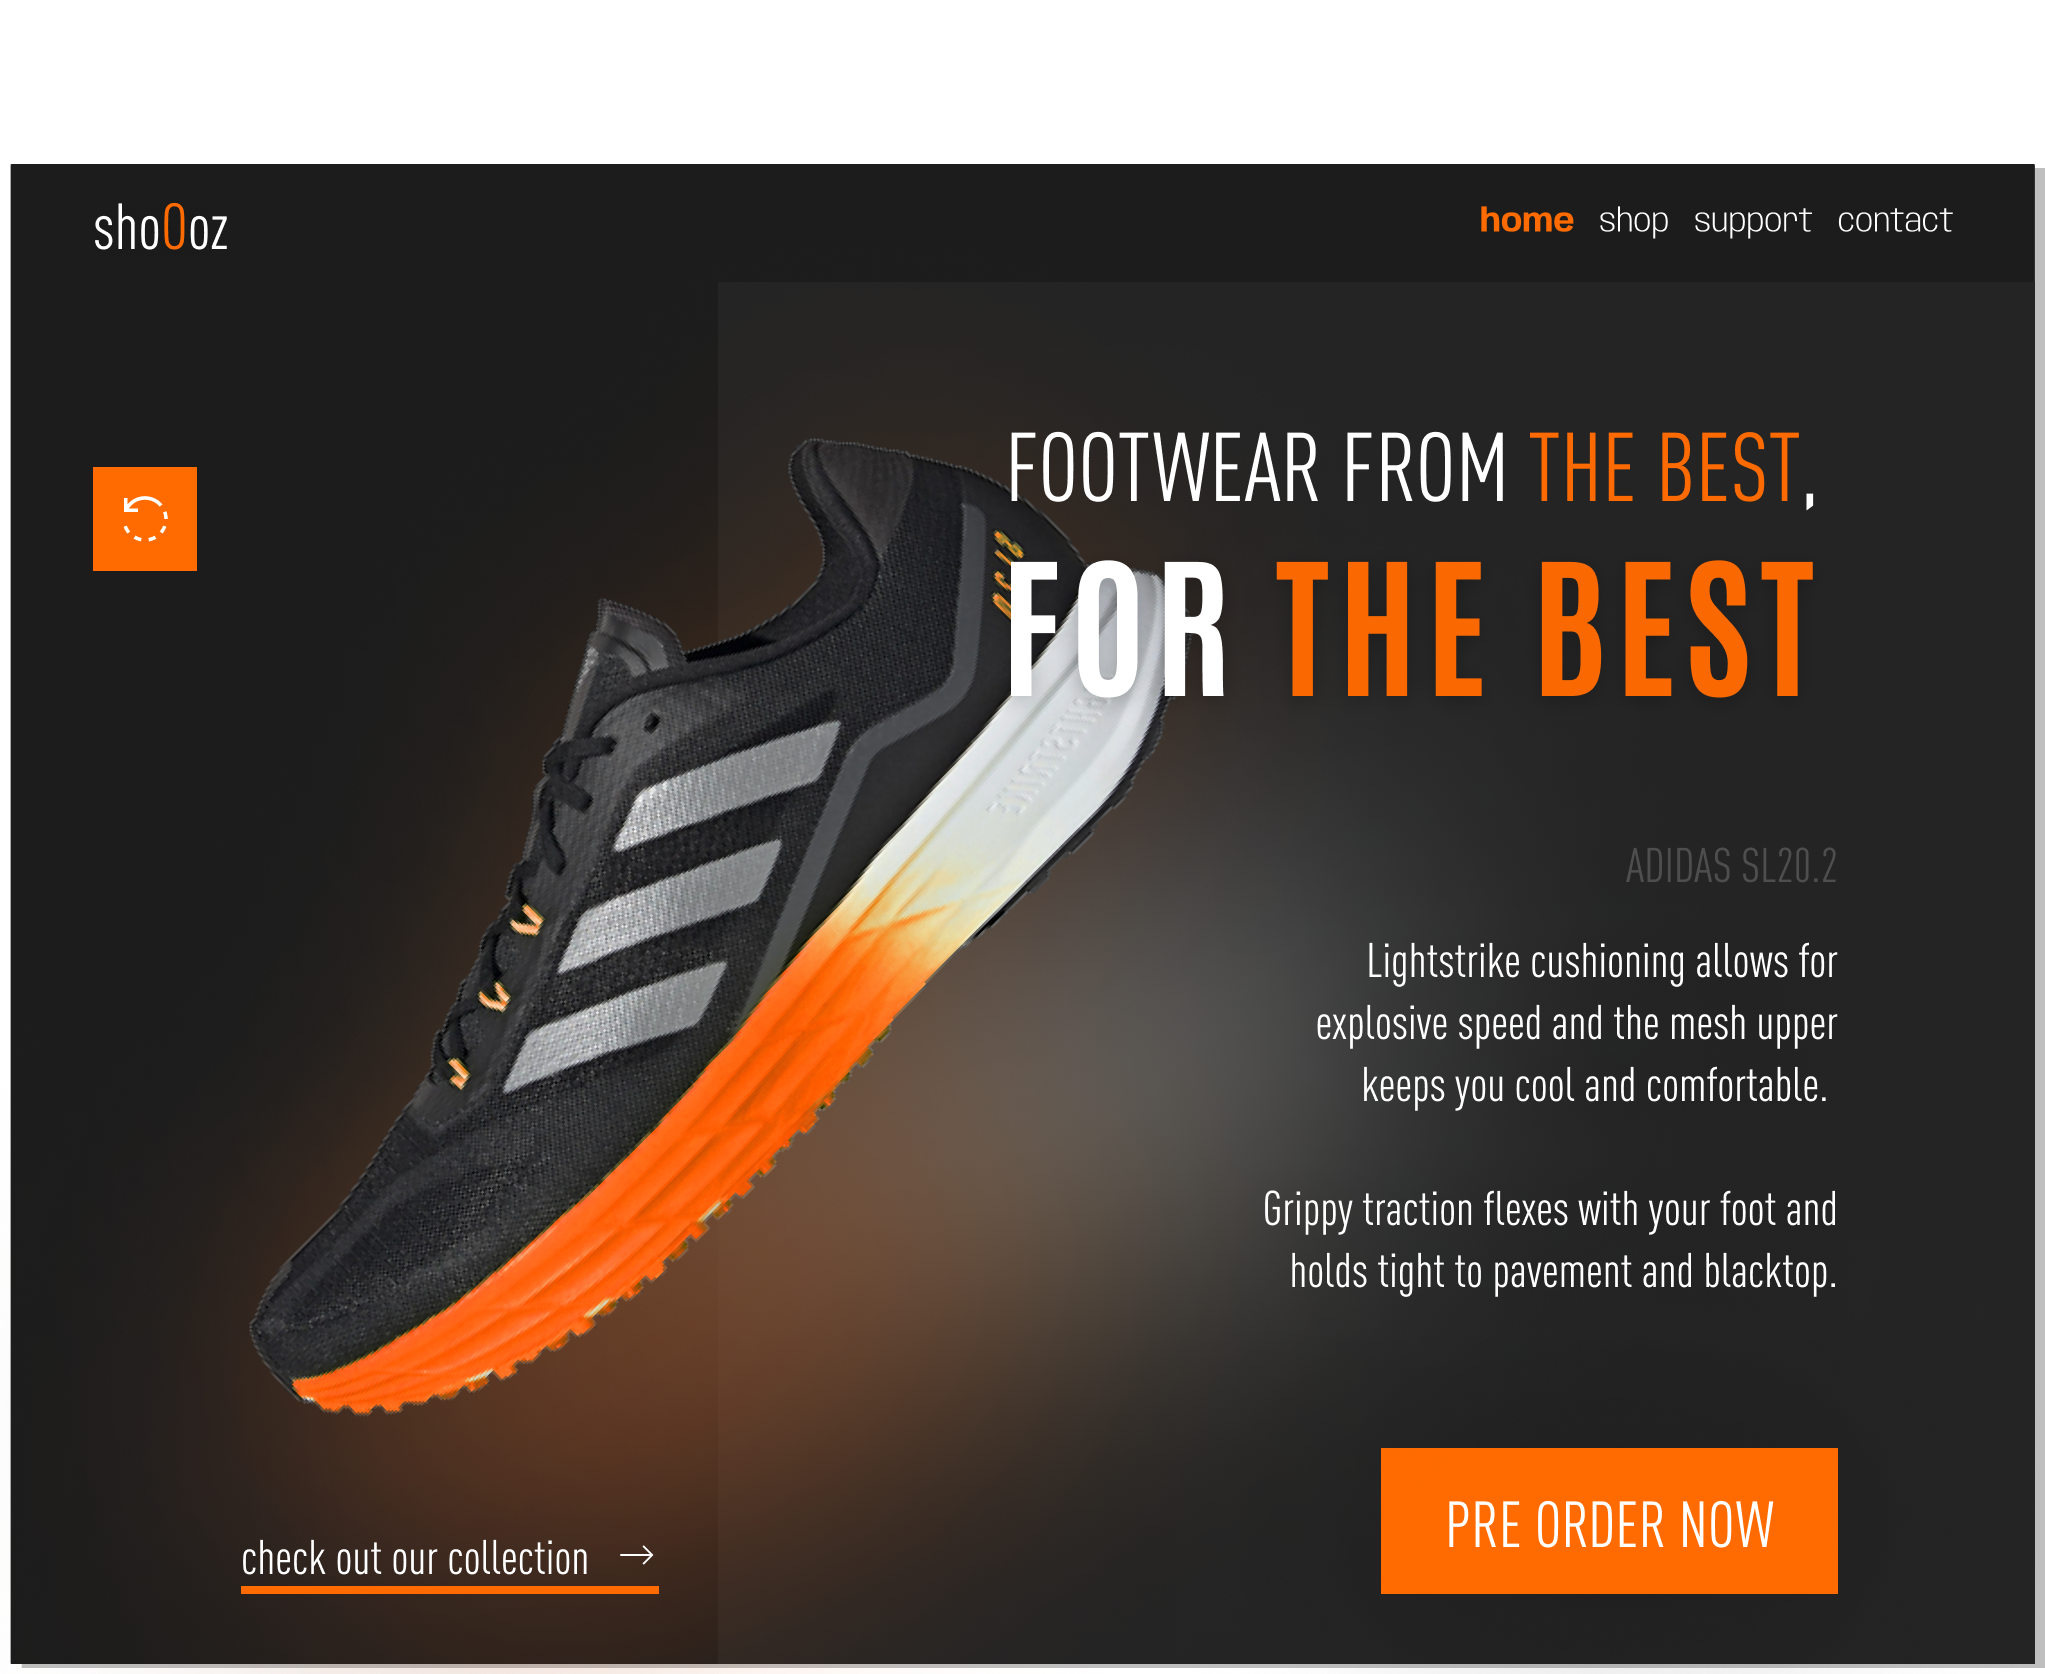 shoOoz
home shop support contact
FOOTWEAR FROM THE BEST,
FOR THE BEST
ADIDAS SL20.2
Lightstrike cushioning allows for
explosive speed and the mesh upper
keeps you cool and comfortable.
Grippy traction flexes with your foot and
holds tight to pavement and blacktop.
check out our collection →
PRE ORDER NOW